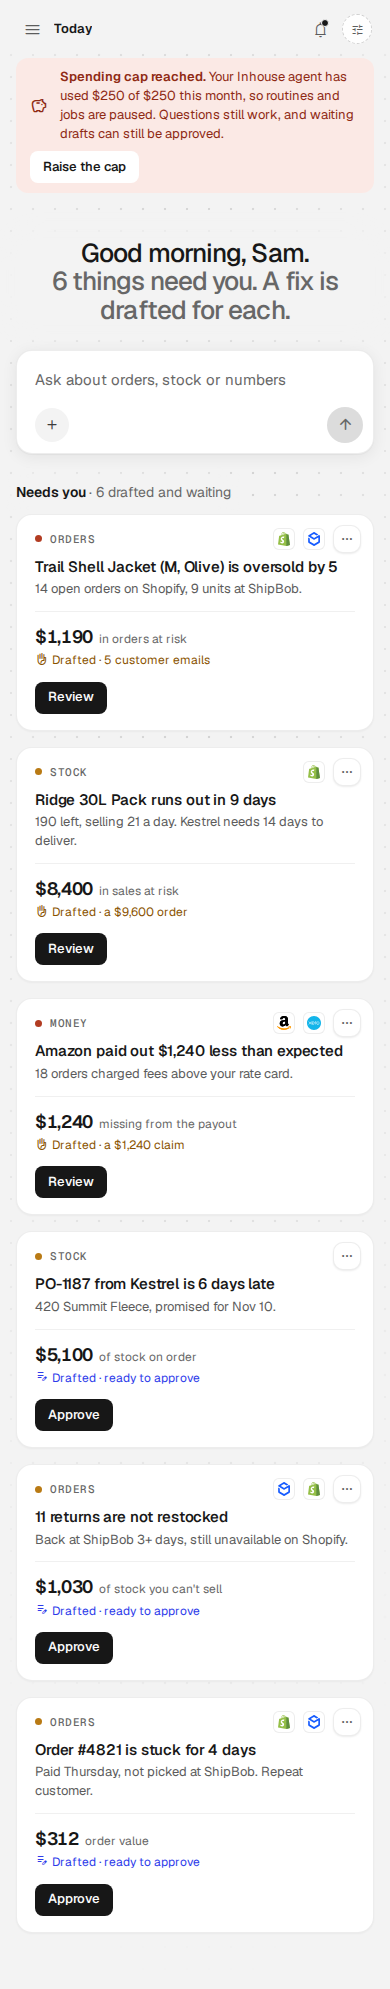 Today
Spending cap reached. Your Inhouse agent has
used $250 of $250 this month, so routines and
jobs are paused. Questions still work, and waiting
drafts can still be approved.
Raise the cap
Good morning, Sam.
6 things need you. A fix is
drafted for each.
Ask about orders, stock or numbers
Needs you · 6 drafted and waiting
ORDERS
Trail Shell Jacket (M, Olive) is oversold by 5
14 open orders on Shopify, 9 units at ShipBob.
$1,190 in orders at risk
Drafted · 5 customer emails
Review
STOCK
Ridge 30L Pack runs out in 9 days
190 left, selling 21 a day. Kestrel needs 14 days to
deliver.
$8,400 in sales at risk
Drafted · a $9,600 order
Review
MONEY
Amazon paid out $1,240 less than expected
18 orders charged fees above your rate card.
$1,240 missing from the payout
Drafted · a $1,240 claim
Review
STOCK
PO-1187 from Kestrel is 6 days late
420 Summit Fleece, promised for Nov 10.
$5,100 of stock on order
Drafted · ready to approve
Approve
ORDERS
11 returns are not restocked
Back at ShipBob 3+ days, still unavailable on Shopify.
$1,030 of stock you can't sell
Drafted · ready to approve
Approve
ORDERS
Order #4821 is stuck for 4 days
Paid Thursday, not picked at ShipBob. Repeat
customer.
$312 order value
Drafted · ready to approve
Approve